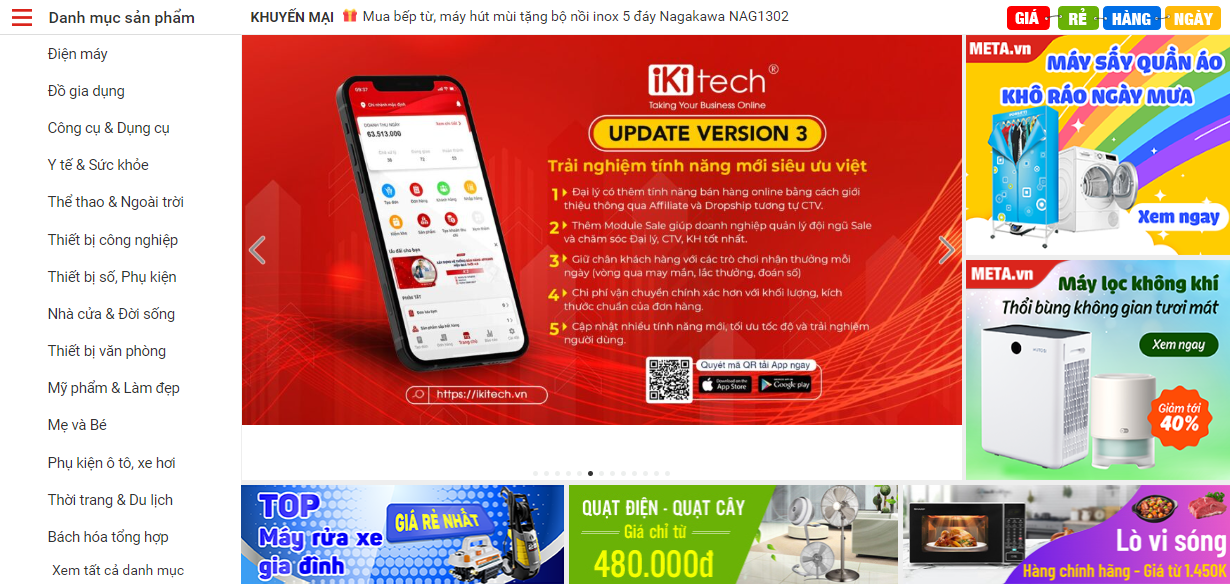 Danh mục sản phẩm
KHUYẾN MẠI Mua bếp từ, máy hút mùi tặng bộ nồi inox 5 đáy Nagakawa NAG1302
GIÁ RẺ HÀNG NGÀY
Điện máy
Đồ gia dụng
Công cụ & Dụng cụ
Y tế & Sức khỏe
Thể thao & Ngoài trời
Thiết bị công nghiệp
Thiết bị số, Phụ kiện
Nhà cửa & Đời sống
Thiết bị văn phòng
Mỹ phẩm & Làm đẹp
Mẹ và Bé
Phụ kiện ô tô, xe hơi
Thời trang & Du lịch
Bách hóa tổng hợp
Xem tất cả danh mục
09:37
63.513.000
Sản phẩm
iKitech®
Taking Your Business Online
UPDATE VERSION 3
Trải nghiệm tính năng mới siêu ưu việt
1 Đại lý có thêm tính năng bán hàng online bằng cách giới
thiệu thông qua Affiliate và Dropship tương tự CTV.
2 Thêm Module Sale giúp doanh nghiệp quản lý đội ngũ Sale
và chăm sóc Đại lý, CTV, KH tốt nhất.
3 Giữ chân khách hàng với các trò chơi nhận thưởng mỗi
ngày (vòng qua may mắn, lắc thưởng, đoán số)
4 Chi phí vận chuyển chính xác hơn với khối lượng, kích
thước chuẩn của đơn hàng.
5 Cập nhật nhiều tính năng mới, tối ưu tốc độ và trải nghiệm
người dùng.
Quyét mã QR tải App ngay
Download on the App Store
Google play
https://ikitech.vn
META.vn
MÁY SẤY QUẦN ÁO
KHÔ RÁO NGÀY MƯA
Xem ngay
META.vn
Máy lọc không khí
Thổi bùng không gian tươi mát
Xem ngay
Giảm tới
40%
TOP
Máy rửa xe
gia đình
GIÁ RẺ NHẤT
QUẠT ĐIỆN - QUẠT CÂY
Giá chỉ từ
480.000đ
Lò vi sóng
Hàng chính hãng - Giá từ 1.450K